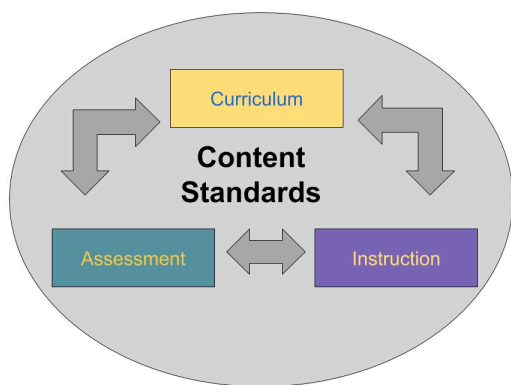 Curriculum
Content
Standards
Assessment
Instruction